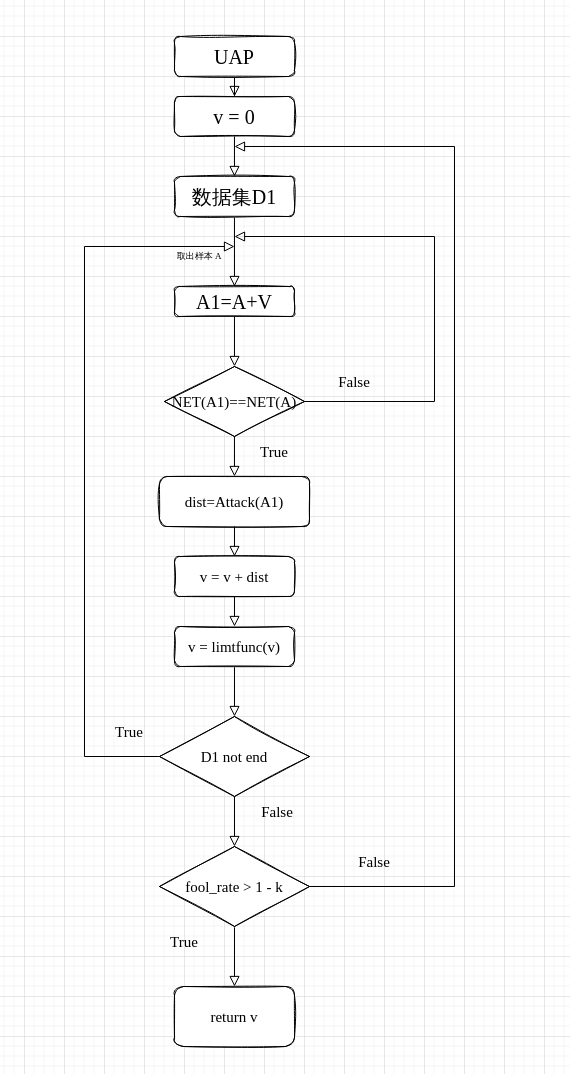 UAP
v = 0
数据集D1
取出样本 A
A1=A+V
False
NET(A1)==NET(A)
True
dist=Attack(A1)
v = v + dist
v = limtfunc(v)
True
D1 not end
False
False
fool_rate > 1 - k
True
return v